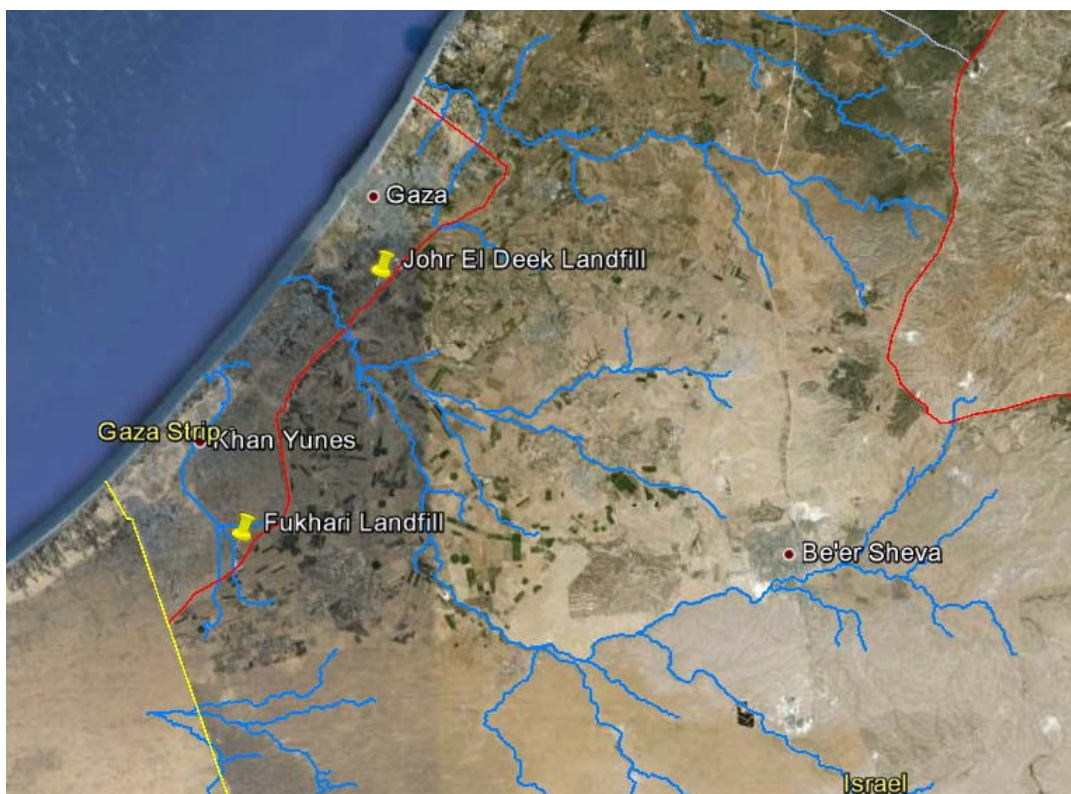 Gaza
Johr El Deek Landfill
Gaza Strip
Khan Yunes
Fukhari Landfill
Be'er Sheva
Israel